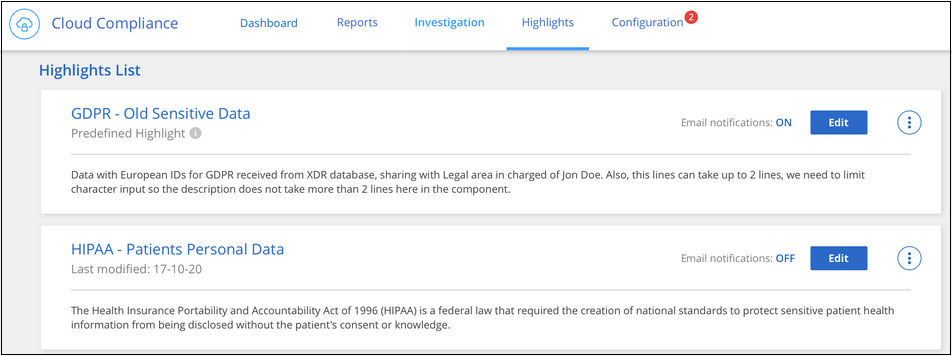 Cloud Compliance Dashboard Reports Investigation Highlights Configuration 2
Highlights List
GDPR - Old Sensitive Data
Predefined Highlight i
Email notifications: ON Edit
Data with European IDs for GDPR received from XDR database, sharing with Legal area in charged of Jon Doe. Also, this lines can take up to 2 lines, we need to limit
character input so the description does not take more than 2 lines here in the component.
HIPAA - Patients Personal Data
Last modified: 17-10-20
Email notifications: OFF Edit
The Health Insurance Portability and Accountability Act of 1996 (HIPAA) is a federal law that required the creation of national standards to protect sensitive patient health
information from being disclosed without the patient's consent or knowledge.